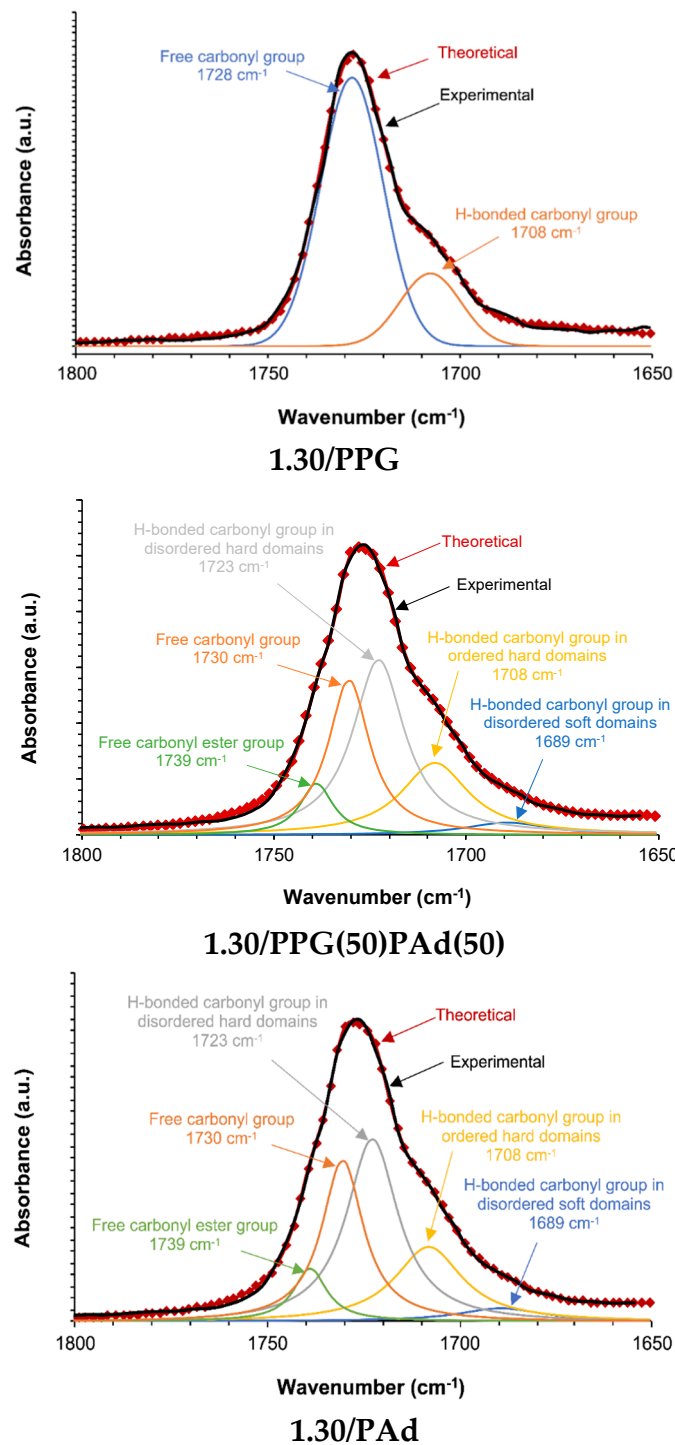 Absorbance (a.u.)
Free carbonyl group
1728 cm⁻¹
Theoretical
Experimental
H-bonded carbonyl group
1708 cm⁻¹
1800 1750 1700 1650
Wavenumber (cm⁻¹)
1.30/PPG
Absorbance (a.u.)
H-bonded carbonyl group in
disordered hard domains
1723 cm⁻¹
Theoretical
Experimental
Free carbonyl group
1730 cm⁻¹
H-bonded carbonyl group in
ordered hard domains
1708 cm⁻¹
H-bonded carbonyl group in
disordered soft domains
1689 cm⁻¹
Free carbonyl ester group
1739 cm⁻¹
1800 1750 1700 1650
Wavenumber (cm⁻¹)
1.30/PPG(50)PAd(50)
Absorbance (a.u.)
H-bonded carbonyl group in
disordered hard domains
1723 cm⁻¹
Theoretical
Experimental
Free carbonyl group
1730 cm⁻¹
H-bonded carbonyl group in
ordered hard domains
1708 cm⁻¹
H-bonded carbonyl group in
disordered soft domains
1689 cm⁻¹
Free carbonyl ester group
1739 cm⁻¹
1800 1750 1700 1650
Wavenumber (cm⁻¹)
1.30/PAd